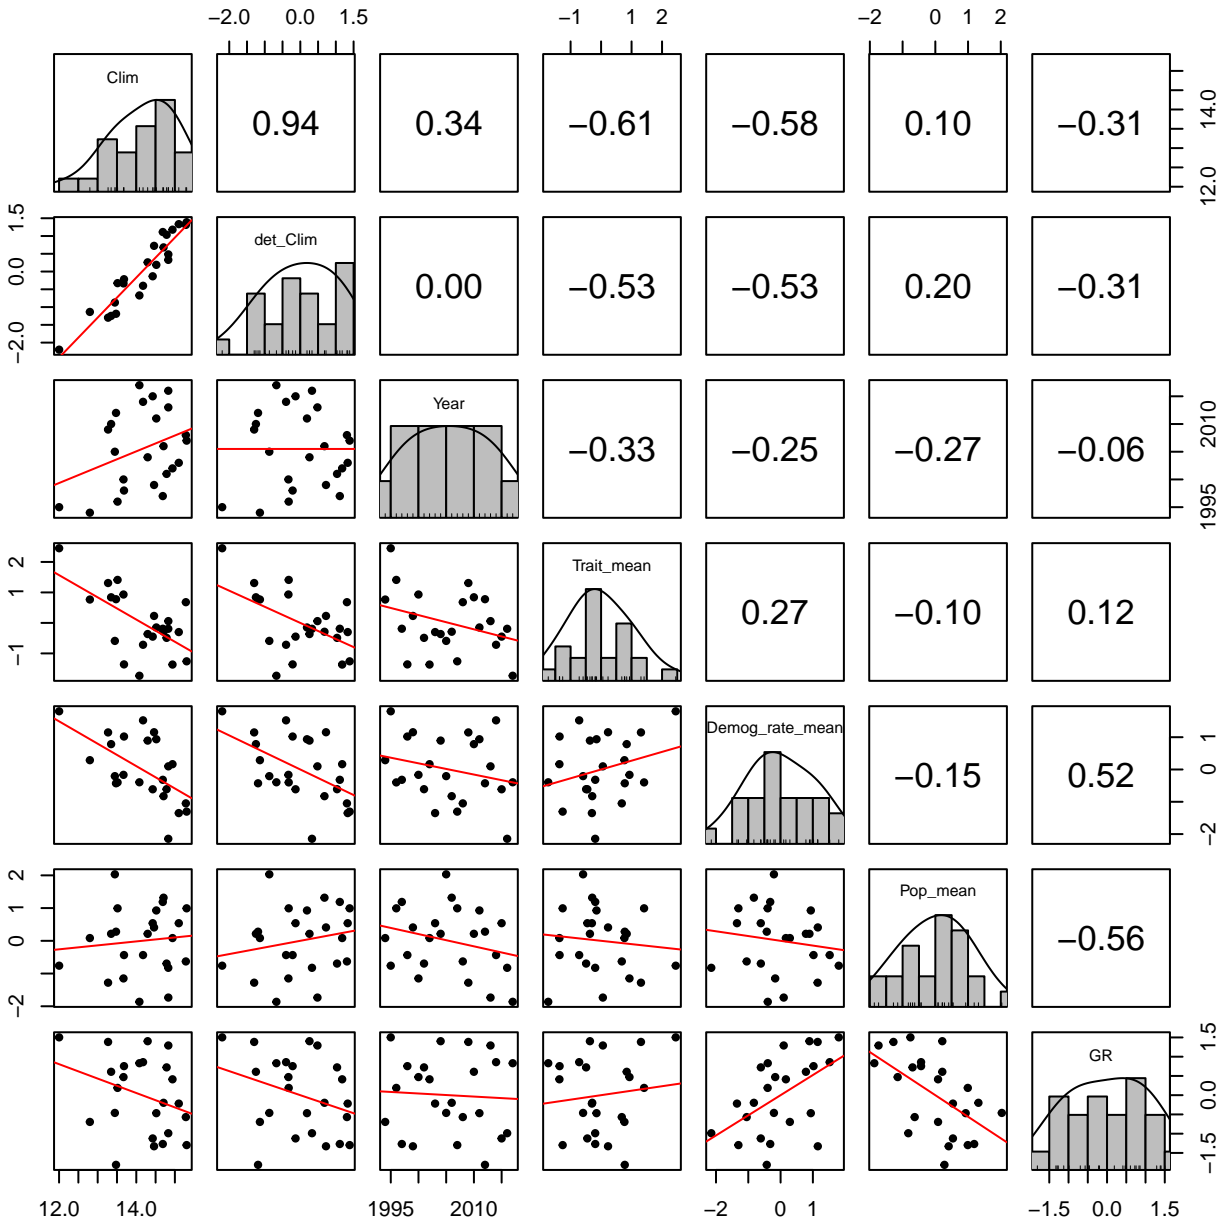 −2.0 0.0 1.5 −1 1 2 −2 0 2
Clim 0.94 0.34 −0.61 −0.58 0.10 −0.31 12.0 14.0
−2.0 0.0 1.5 det_Clim 0.00 −0.53 −0.53 0.20 −0.31
Year −0.33 −0.25 −0.27 −0.06 1995 2010
−1 1 2 Trait_mean 0.27 −0.10 0.12
Demog_rate_mean −0.15 0.52 −2 0 1
−2 0 1 2 Pop_mean −0.56
GR −1.5 0.0 1.5
12.0 14.0 1995 2010 −2 0 1 −1.5 0.0 1.5